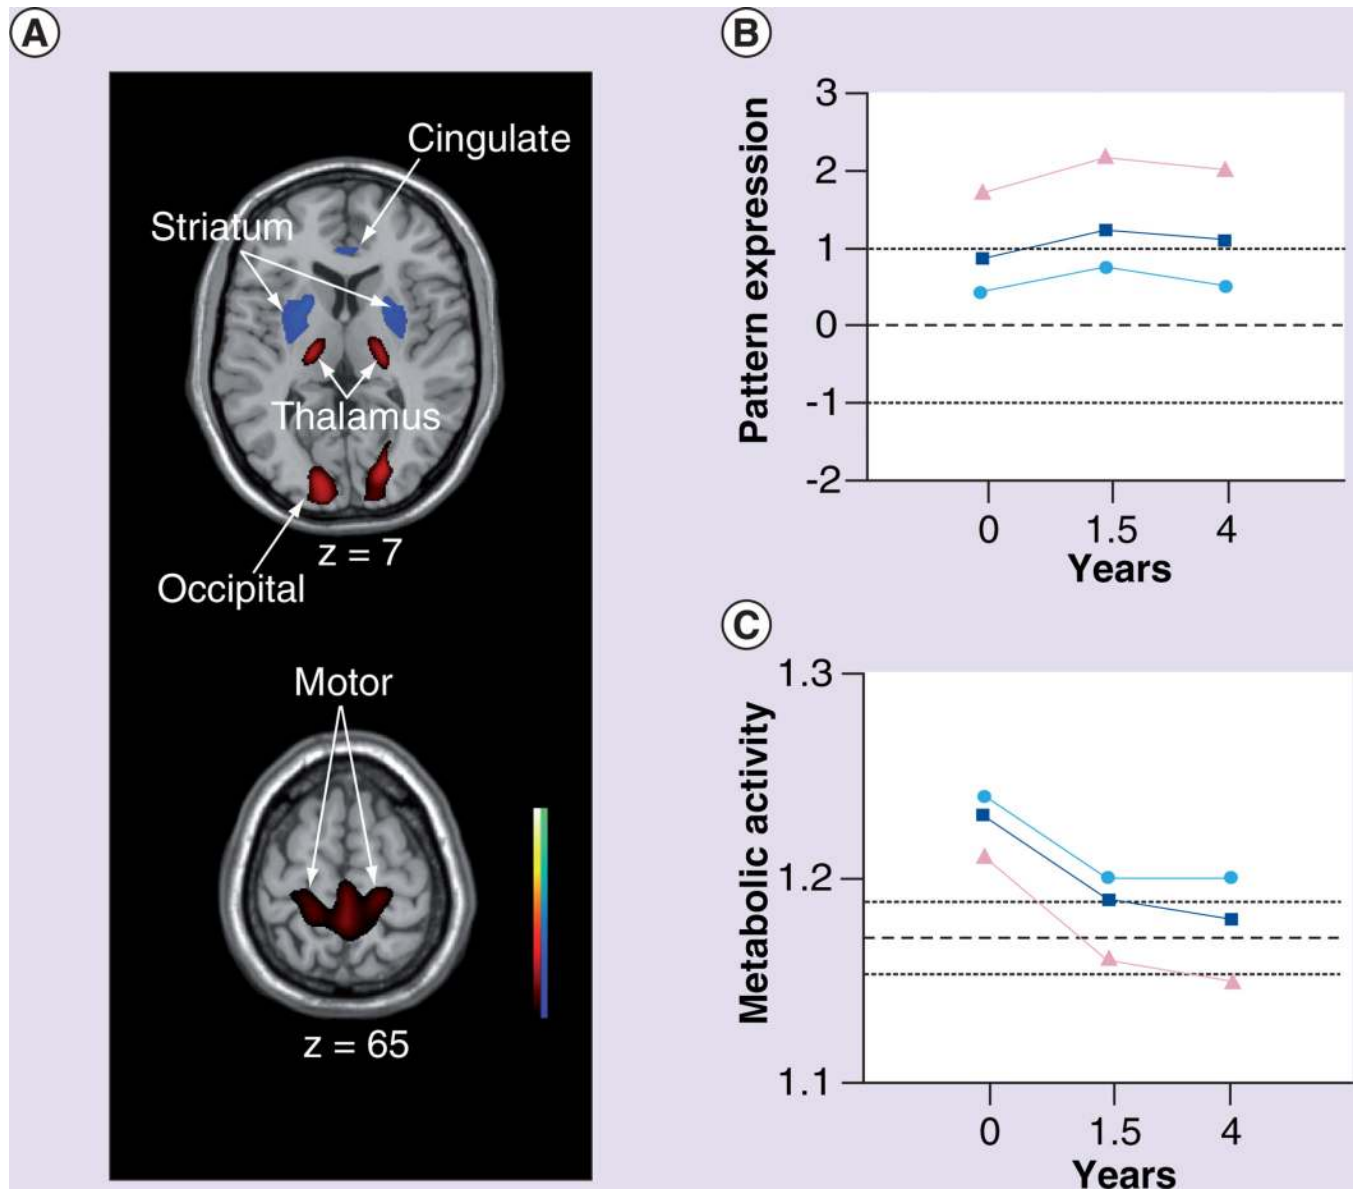 A
Cingulate
Striatum
Thalamus
z = 7
Occipital
Motor
z = 65
B
Pattern expression
3
2
1
0
-1
-2
0 1.5 4
Years
C
Metabolic activity
1.3
1.2
1.1
0 1.5 4
Years